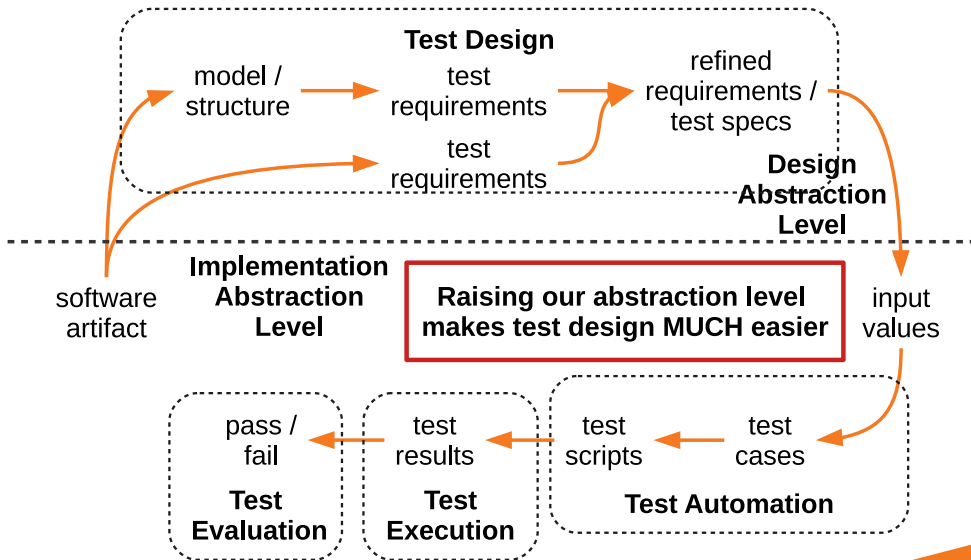 Test Design
model /
structure
test
requirements
refined
requirements /
test specs
test
requirements
Design
Abstraction
Level
software
artifact
Implementation
Abstraction
Level
Raising our abstraction level
makes test design MUCH easier
input
values
pass /
fail
test
results
test
scripts
test
cases
Test
Evaluation
Test
Execution
Test Automation